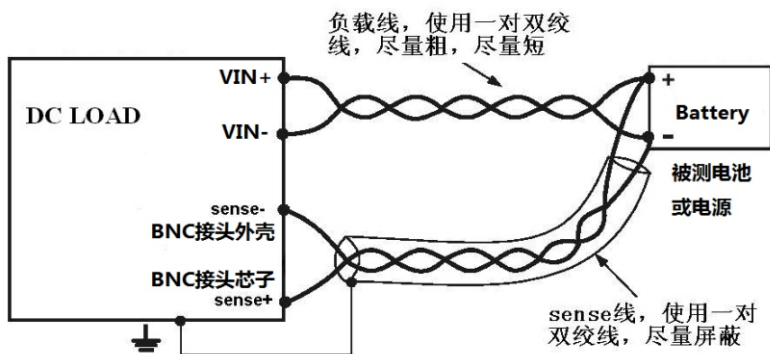 负载线，使用一对双绞
线，尽量粗，尽量短
VIN+
+
DC LOAD
Battery
VIN-
-
被测电池
sense-
或电源
BNC接头外壳
BNC接头芯子
sense+
sense线，使用一对
双绞线，尽量屏蔽